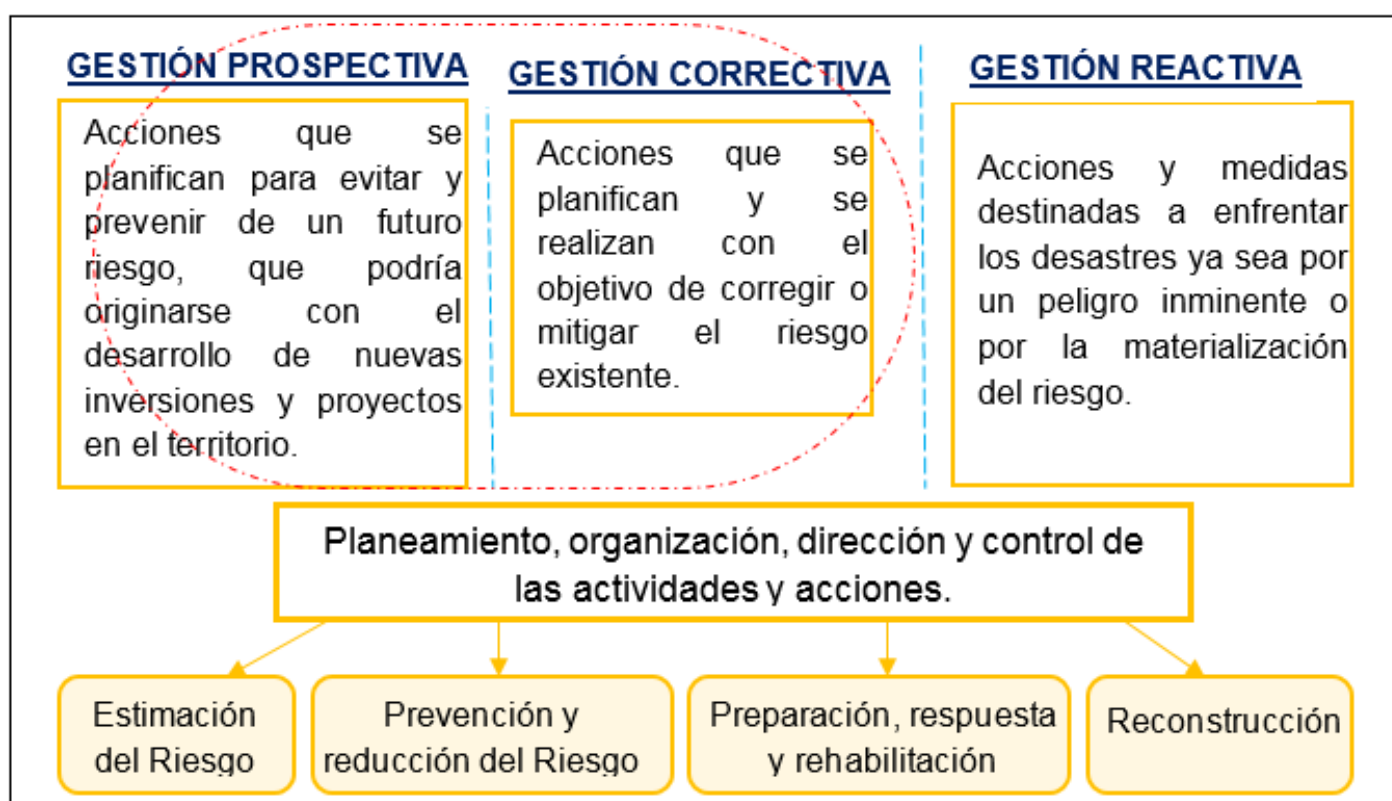 GESTIÓN PROSPECTIVA
Acciones que se
planifican para evitar y
prevenir de un futuro
riesgo, que podría
originarse con el
desarrollo de nuevas
inversiones y proyectos
en el territorio.
GESTIÓN CORRECTIVA
Acciones que se
planifican y se
realizan con el
objetivo de corregir o
mitigar el riesgo
existente.
GESTIÓN REACTIVA
Acciones y medidas
destinadas a enfrentar
los desastres ya sea por
un peligro inminente o
por la materialización
del riesgo.
Planeamiento, organización, dirección y control de
las actividades y acciones.
Estimación
del Riesgo
Prevención y
reducción del Riesgo
Preparación, respuesta
y rehabilitación
Reconstrucción